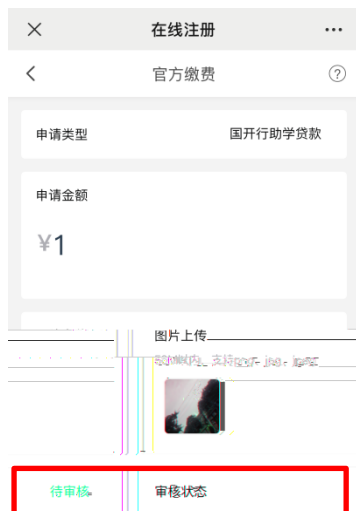 在线注册
官方缴费
?
申请类型 国开行助学贷款
申请金额
¥1
图片上传
待审核 审核状态